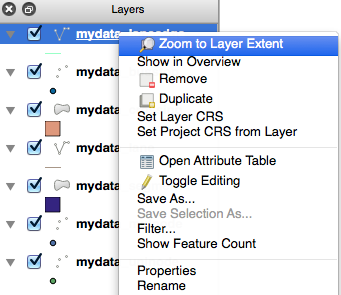 Layers
mydata
Zoom to Layer Extent
Show in Overview
mydata
Remove
Duplicate
mydata
Set Layer CRS
Set Project CRS from Layer
mydata
Open Attribute Table
mydata
Toggle Editing
Save As...
Save Selection As...
mydata
Filter...
Show Feature Count
mydata
Properties
Rename